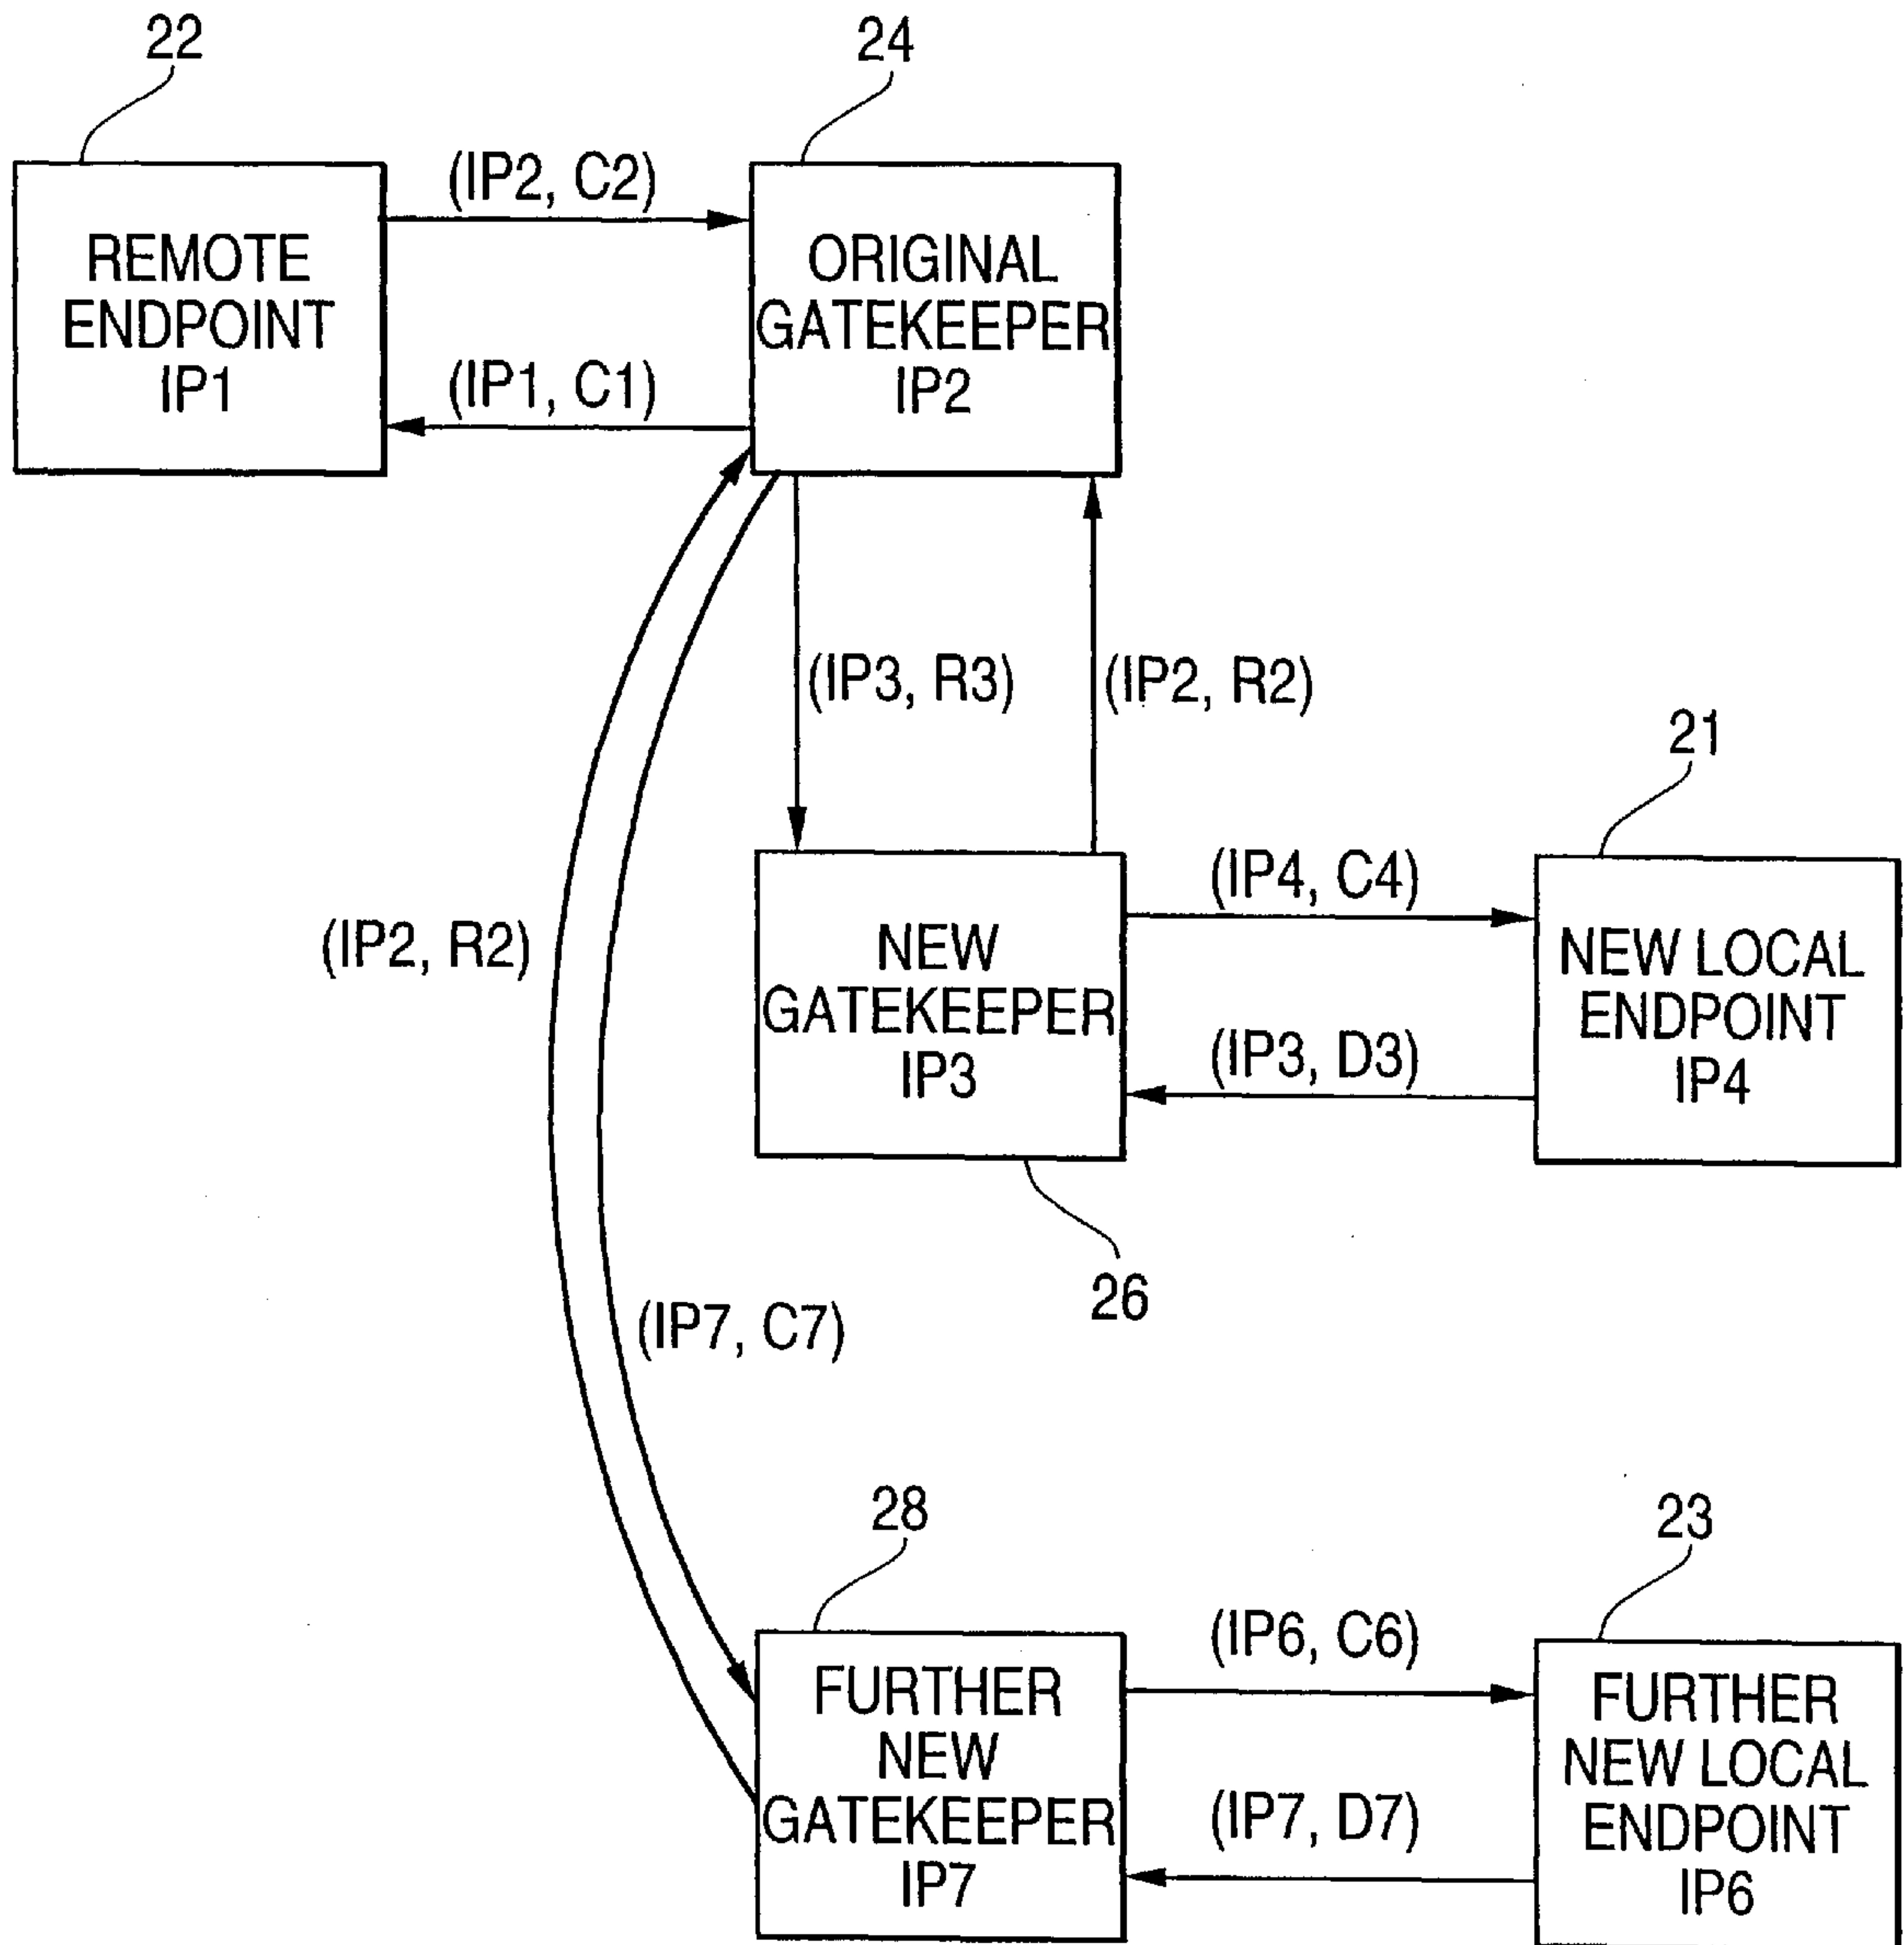 22
24
REMOTE
ENDPOINT
IP1
(IP2, C2)
(IP1, C1)
ORIGINAL
GATEKEEPER
IP2
(IP3, R3)
(IP2, R2)
21
(IP2, R2)
NEW
GATEKEEPER
IP3
(IP4, C4)
(IP3, D3)
NEW LOCAL
ENDPOINT
IP4
26
(IP7, C7)
28
23
FURTHER
NEW
GATEKEEPER
IP7
(IP6, C6)
(IP7, D7)
FURTHER
NEW LOCAL
ENDPOINT
IP6